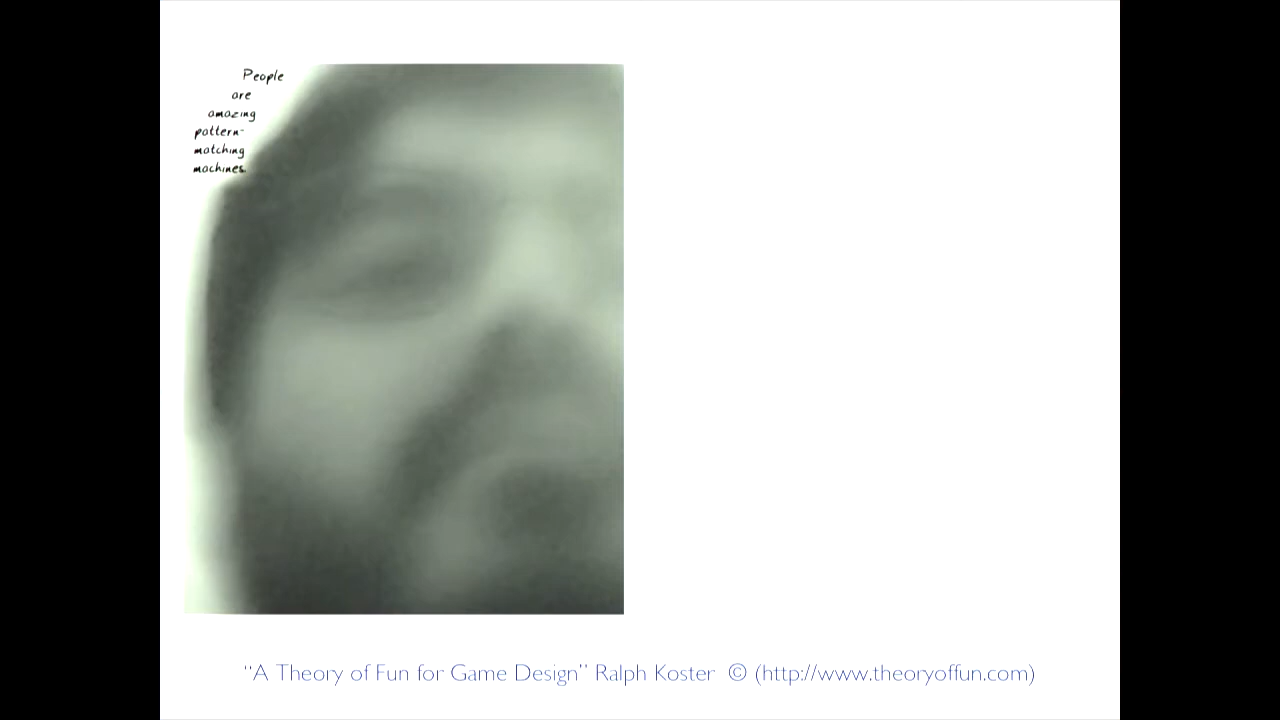 People
are
amazing
pattern-
matching
machines.
"A Theory of Fun for Game Design" Ralph Koster © (http://www.theoryoffun.com)